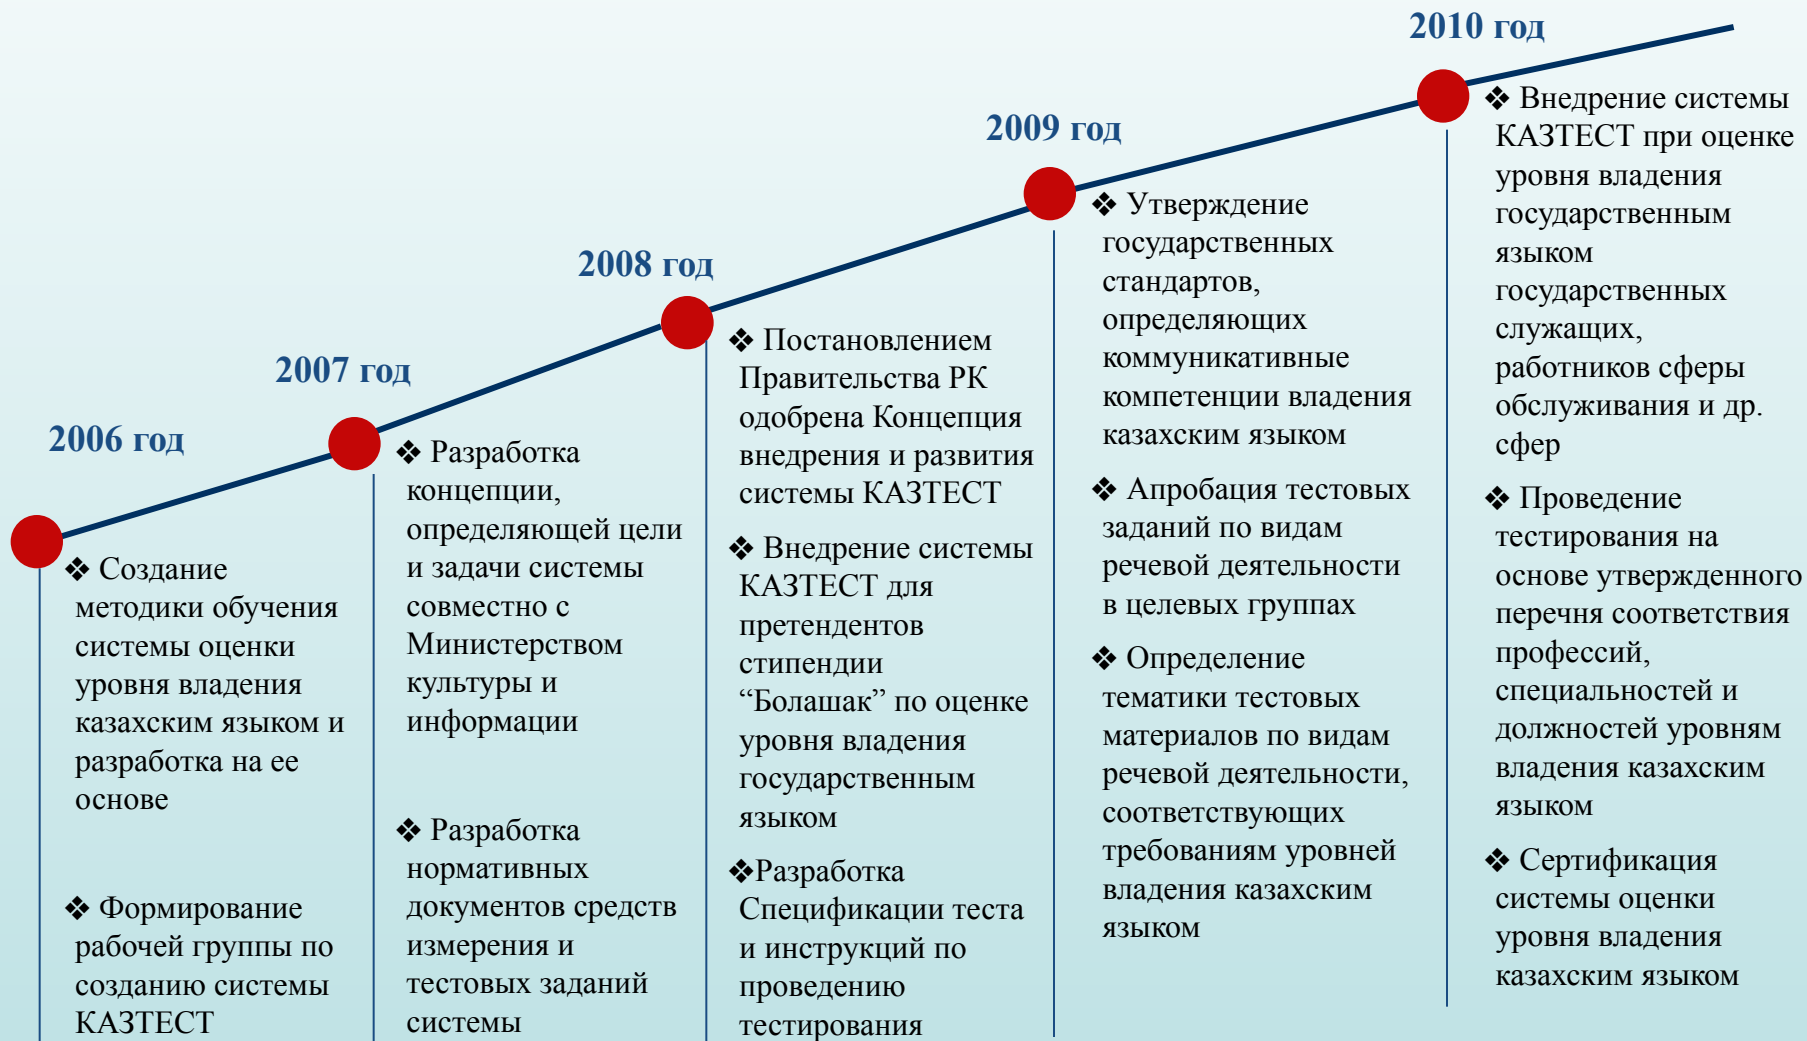 2006 год
❖ Создание
методики обучения
системы оценки
уровня владения
казахским языком и
разработка на ее
основе
❖ Формирование
рабочей группы по
созданию системы
КАЗТЕСТ
2007 год
❖ Разработка
концепции,
определяющей цели
и задачи системы
совместно с
Министерством
культуры и
информации
❖ Разработка
нормативных
документов средств
измерения и
тестовых заданий
системы
2008 год
❖ Постановлением
Правительства РК
одобрена Концепция
внедрения и развития
системы КАЗТЕСТ
❖ Внедрение системы
КАЗТЕСТ для
претендентов
стипендии
“Болашак” по оценке
уровня владения
государственным
языком
❖Разработка
Спецификации теста
и инструкций по
проведению
тестирования
2009 год
❖ Утверждение
государственных
стандартов,
определяющих
коммуникативные
компетенции владения
казахским языком
❖ Апробация тестовых
заданий по видам
речевой деятельности
в целевых группах
❖ Определение
тематики тестовых
материалов по видам
речевой деятельности,
соответствующих
требованиям уровней
владения казахским
языком
2010 год
❖ Внедрение системы
КАЗТЕСТ при оценке
уровня владения
государственным
языком
государственных
служащих,
работников сферы
обслуживания и др.
сфер
❖ Проведение
тестирования на
основе утвержденного
перечня соответствия
профессий,
специальностей и
должностей уровням
владения казахским
языком
❖ Сертификация
системы оценки
уровня владения
казахским языком